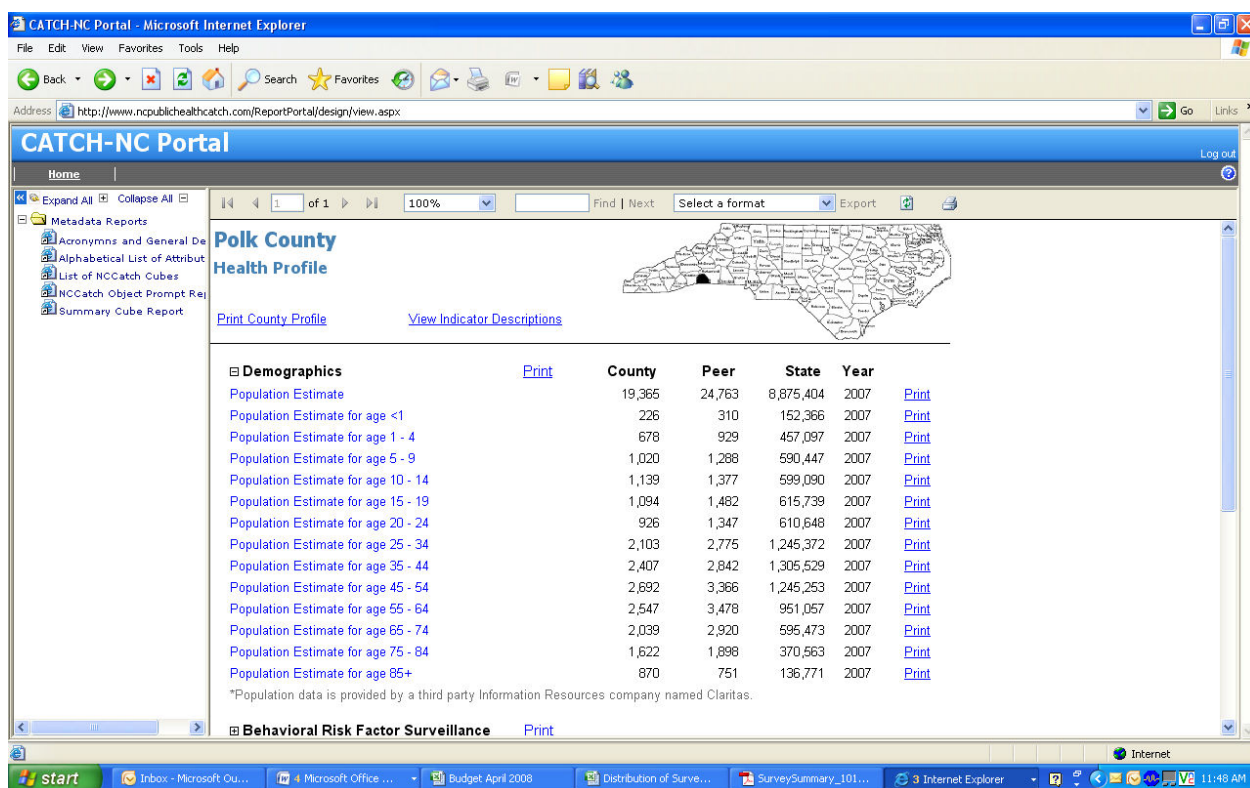 CATCH-NC Portal - Microsoft Internet Explorer
File Edit View Favorites Tools Help
Back Search Favorites
Address http://www.ncpublichealthcatch.com/ReportPortal/design/view.aspx Go Links
CATCH-NC Portal
Log out
Home
Expand All Collapse All
Metadata Reports
Acronymns and General De
Alphabetical List of Attribut
List of NCCatch Cubes
NCCatch Object Prompt Rep
Summary Cube Report
1 of 1 100% Find | Next Select a format Export
Polk County
Health Profile
Print County Profile View Indicator Descriptions
Demographics Print County Peer State Year
Population Estimate 19,365 24,763 8,875,404 2007 Print
Population Estimate for age <1 226 310 152,366 2007 Print
Population Estimate for age 1 - 4 678 929 457,097 2007 Print
Population Estimate for age 5 - 9 1,020 1,288 590,447 2007 Print
Population Estimate for age 10 - 14 1,139 1,377 599,090 2007 Print
Population Estimate for age 15 - 19 1,094 1,482 615,739 2007 Print
Population Estimate for age 20 - 24 926 1,347 610,648 2007 Print
Population Estimate for age 25 - 34 2,103 2,775 1,245,372 2007 Print
Population Estimate for age 35 - 44 2,407 2,842 1,305,529 2007 Print
Population Estimate for age 45 - 54 2,692 3,366 1,245,253 2007 Print
Population Estimate for age 55 - 64 2,547 3,478 951,057 2007 Print
Population Estimate for age 65 - 74 2,039 2,920 595,473 2007 Print
Population Estimate for age 75 - 84 1,622 1,898 370,563 2007 Print
Population Estimate for age 85+ 870 751 136,771 2007 Print
*Population data is provided by a third party Information Resources company named Claritas.
Behavioral Risk Factor Surveillance Print
Internet
start Inbox - Microsoft Ou... 4 Microsoft Office ... Budget April 2008 Distribution of Surve... SurveySummary_101... 3 Internet Explorer 11:48 AM